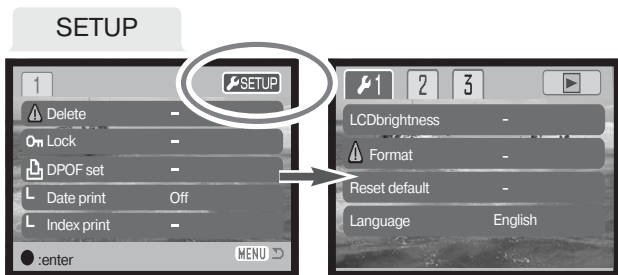 SETUP
1 SETUP
Delete –
Lock –
DPOF set –
Date print Off
Index print –
:enter MENU
1 2 3
LCDbrightness –
Format –
Reset default –
Language English